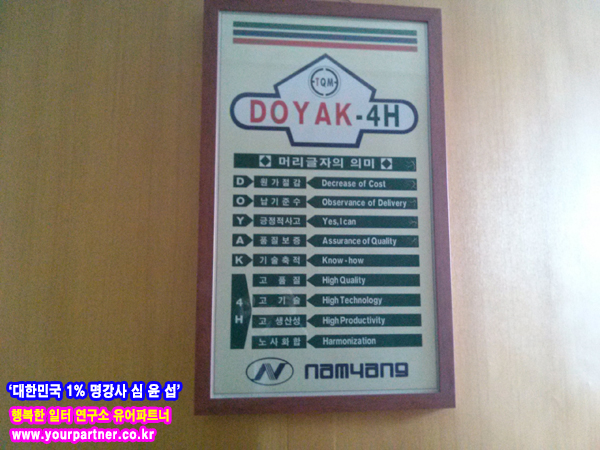 TQM
DOYAK-4H
머리글자의 의미
D 원가절감 Decrease of Cost
O 납기준수 Observance of Delivery
Y 긍정적사고 Yes, I can
A 품질보증 Assurance of Quality
K 기술축적 Know-how
4H
고 품 질 High Quality
고 기 술 High Technology
고 생산성 High Productivity
노사화합 Harmonization
namyang
'대한민국 1% 명강사 심 윤 섭'
행복한 일터 연구소 유어파트너
www.yourpartner.co.kr